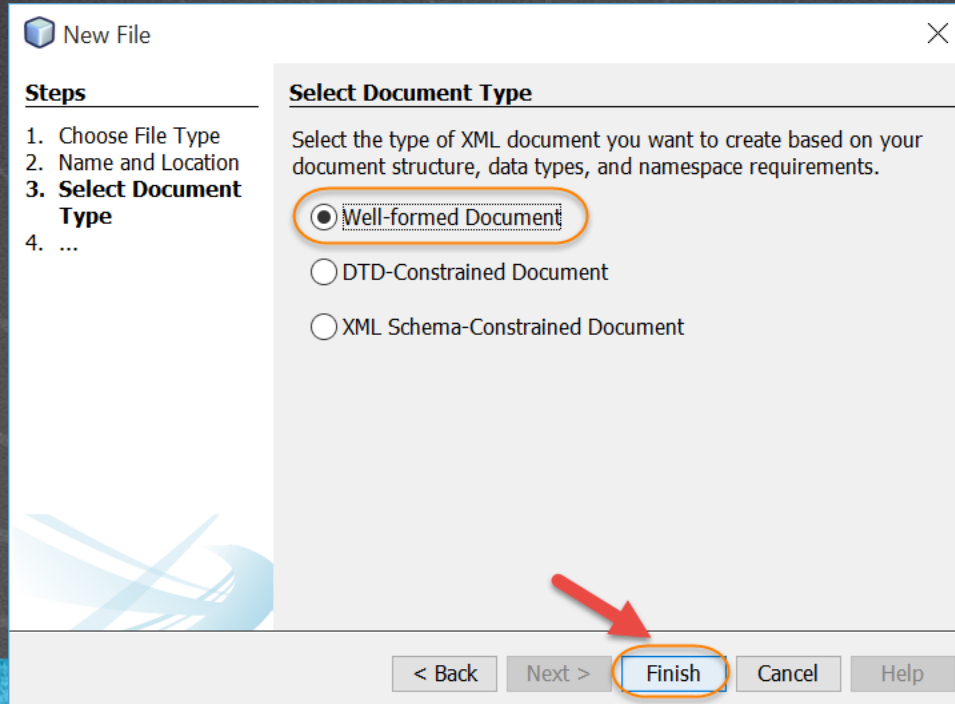 New File
Steps
1. Choose File Type
2. Name and Location
3. Select Document
Type
4. ...
Select Document Type
Select the type of XML document you want to create based on your
document structure, data types, and namespace requirements.
Well-formed Document
DTD-Constrained Document
XML Schema-Constrained Document
< Back Next > Finish Cancel Help